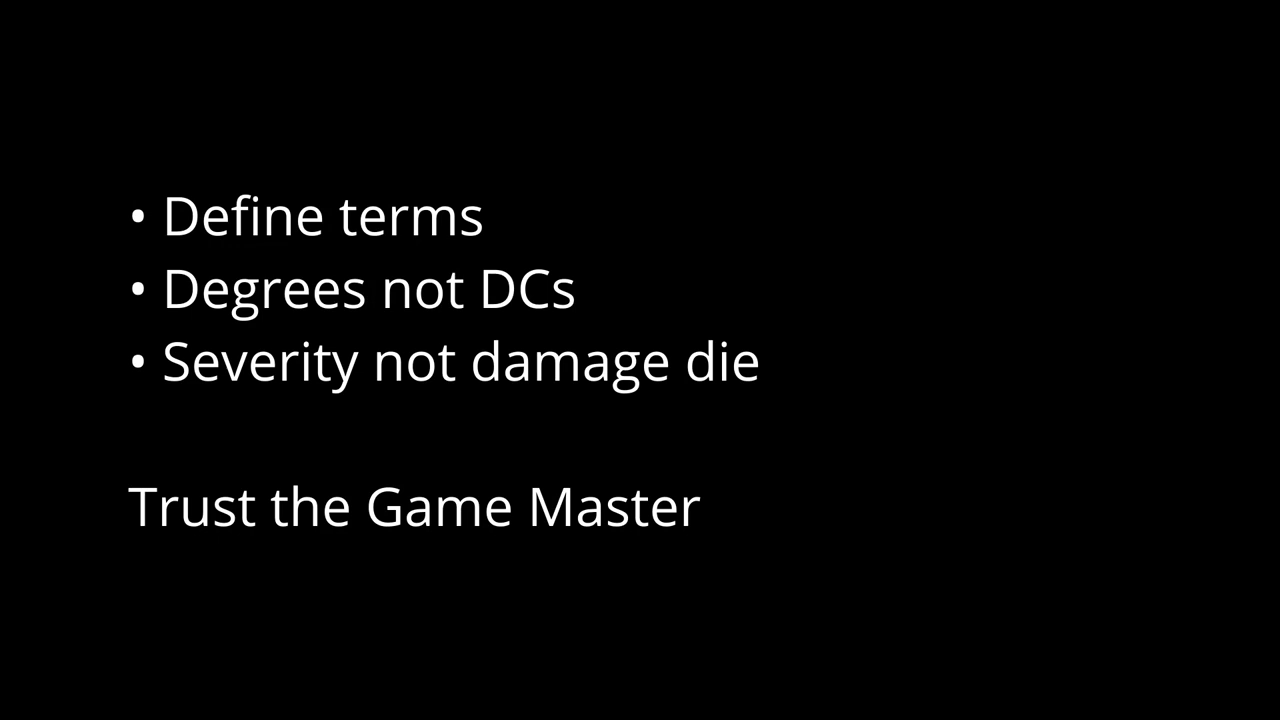 • Define terms
• Degrees not DCs
• Severity not damage die
Trust the Game Master